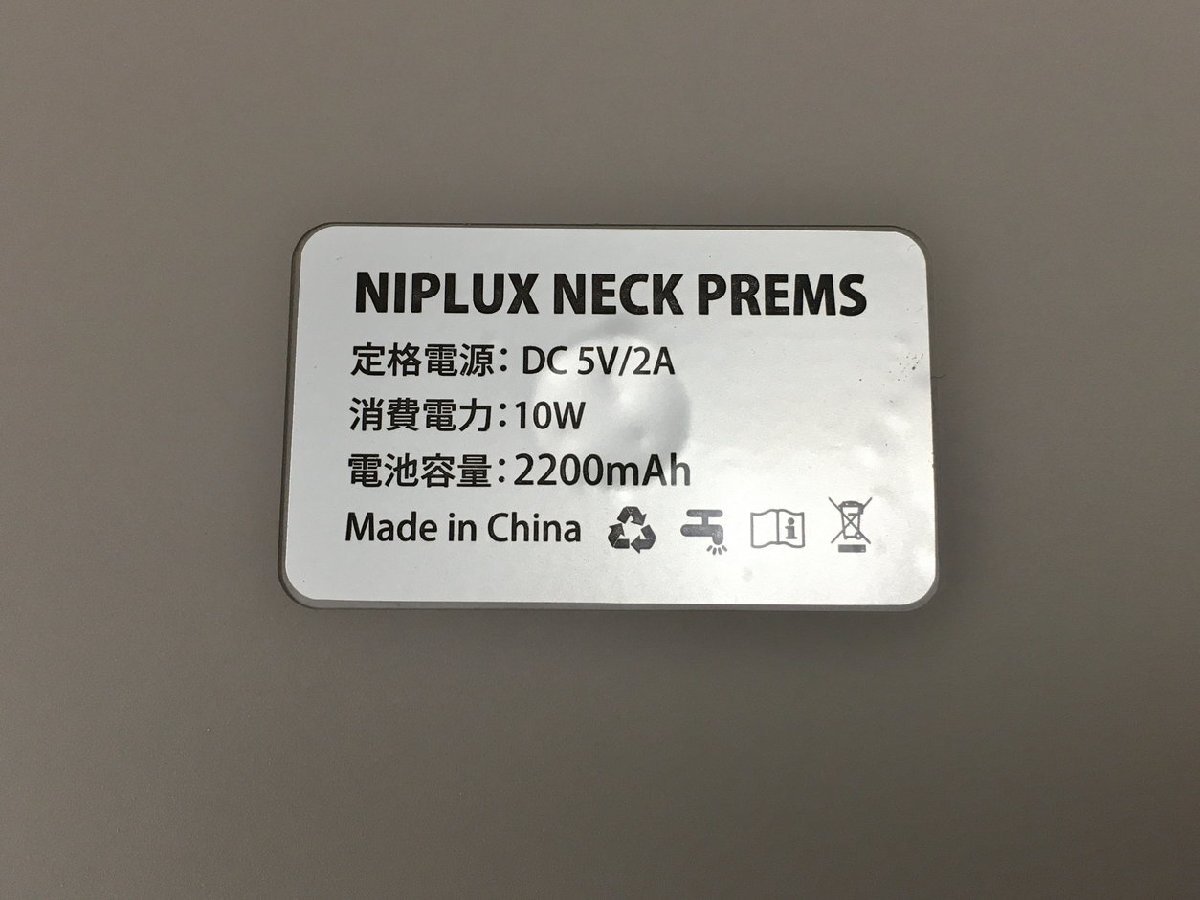 NIPLUX NECK PREMS
定格電源：DC 5V/2A
消費電力：10W
電池容量：2200mAh
Made in China